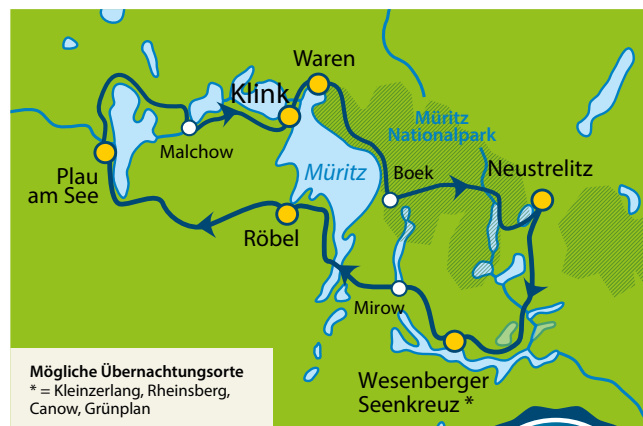 Waren
Klink
Müritz
Nationalpark
Malchow
Müritz
Boek
Neustrelitz
Plau
am See
Röbel
Mirow
Wesenberger
Seenkreuz *
Mögliche Übernachtungsorte
* = Kleinzerlang, Rheinsberg,
Canow, Grünplan